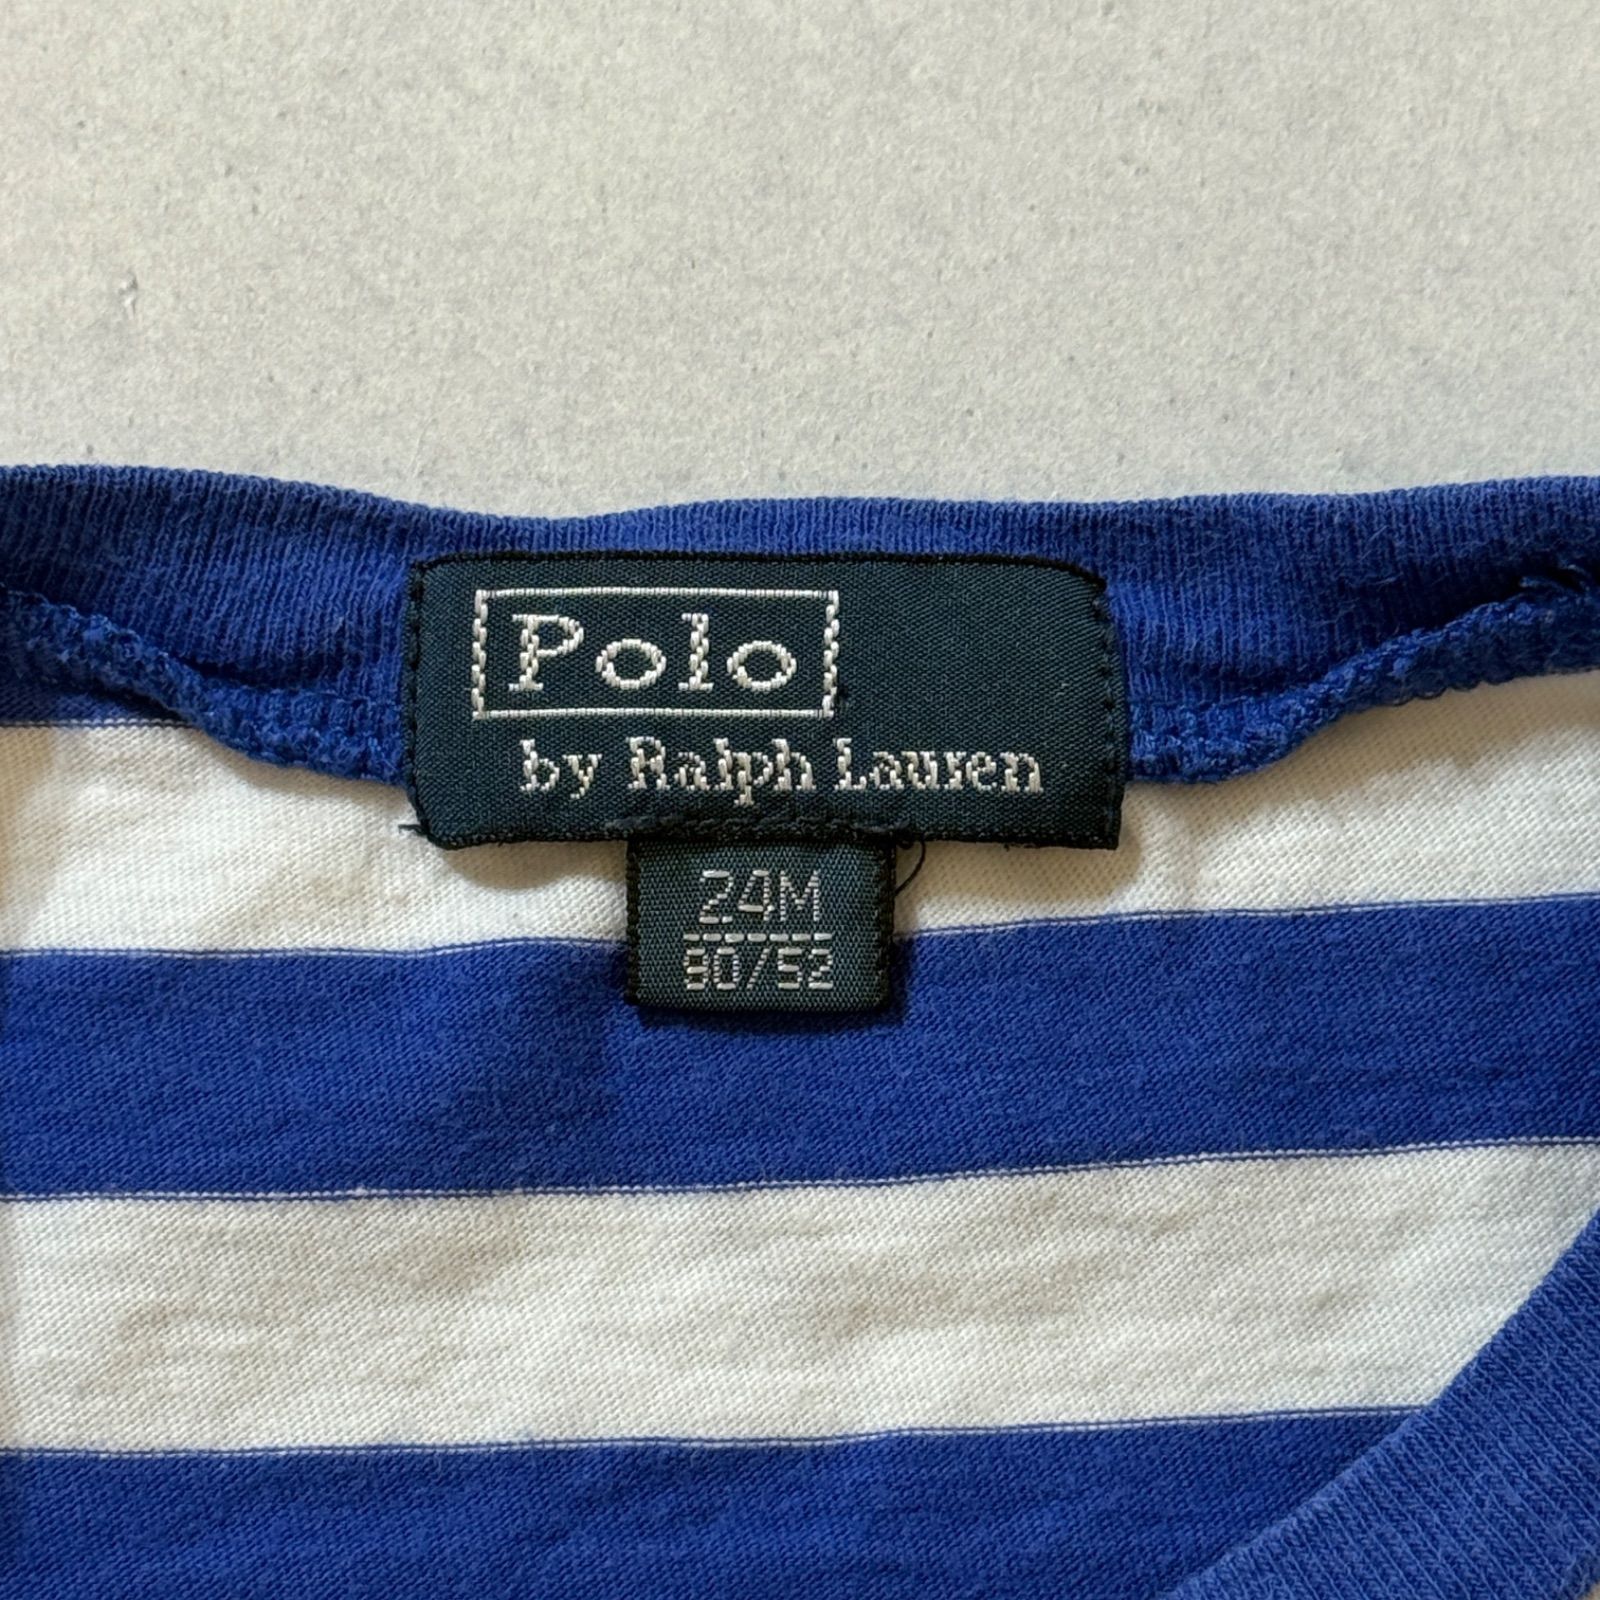 Polo
by Ralph Lauren
24M
90/52